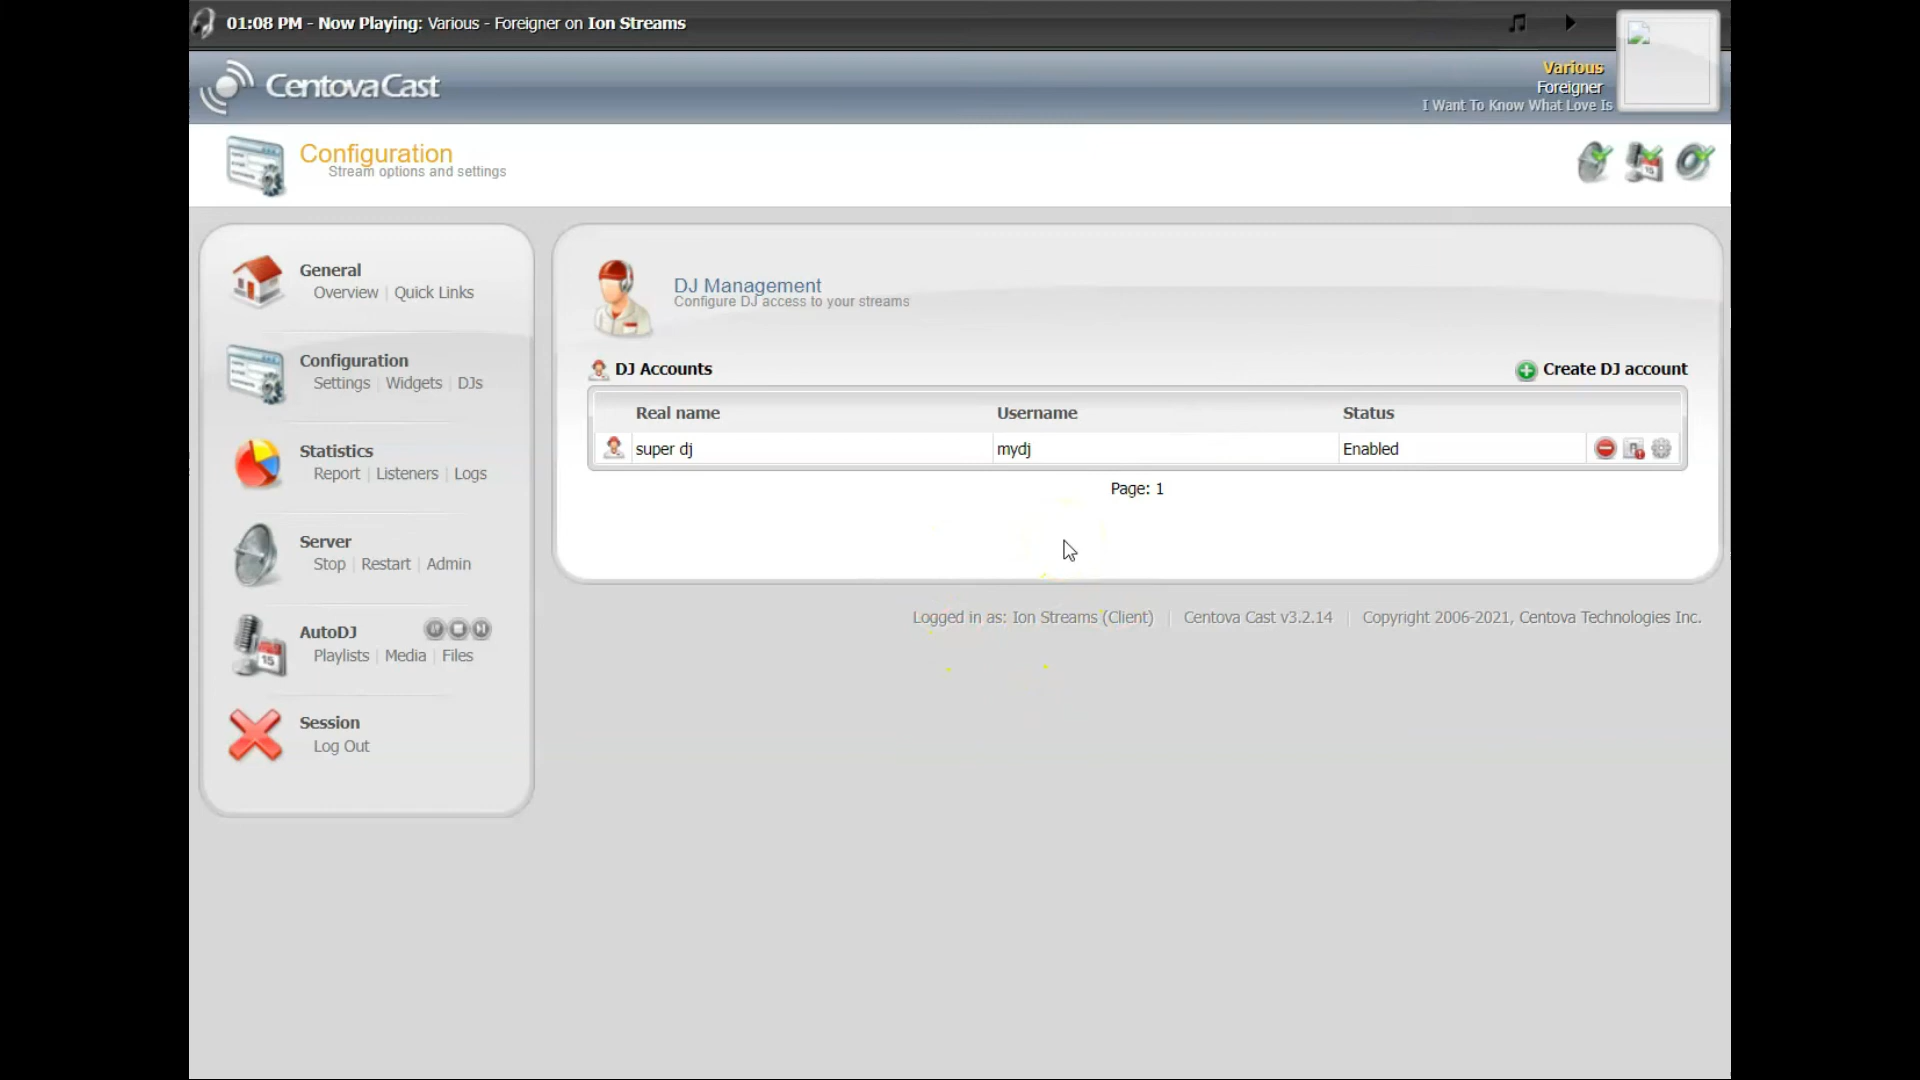 01:08 PM - Now Playing: Various - Foreigner on Ion Streams
CentovaCast
Various
Foreigner
I Want To Know What Love Is
Configuration
Stream options and settings
General
Overview | Quick Links
Configuration
Settings | Widgets | DJs
Statistics
Report | Listeners | Logs
Server
Stop | Restart | Admin
AutoDJ
Playlists | Media | Files
15
Session
Log Out
DJ Management
Configure DJ access to your streams
DJ Accounts
Create DJ account
Real name Username Status
super dj mydj Enabled
Page: 1
Logged in as: Ion Streams (Client) | Centova Cast v3.2.14 | Copyright 2006-2021, Centova Technologies Inc.